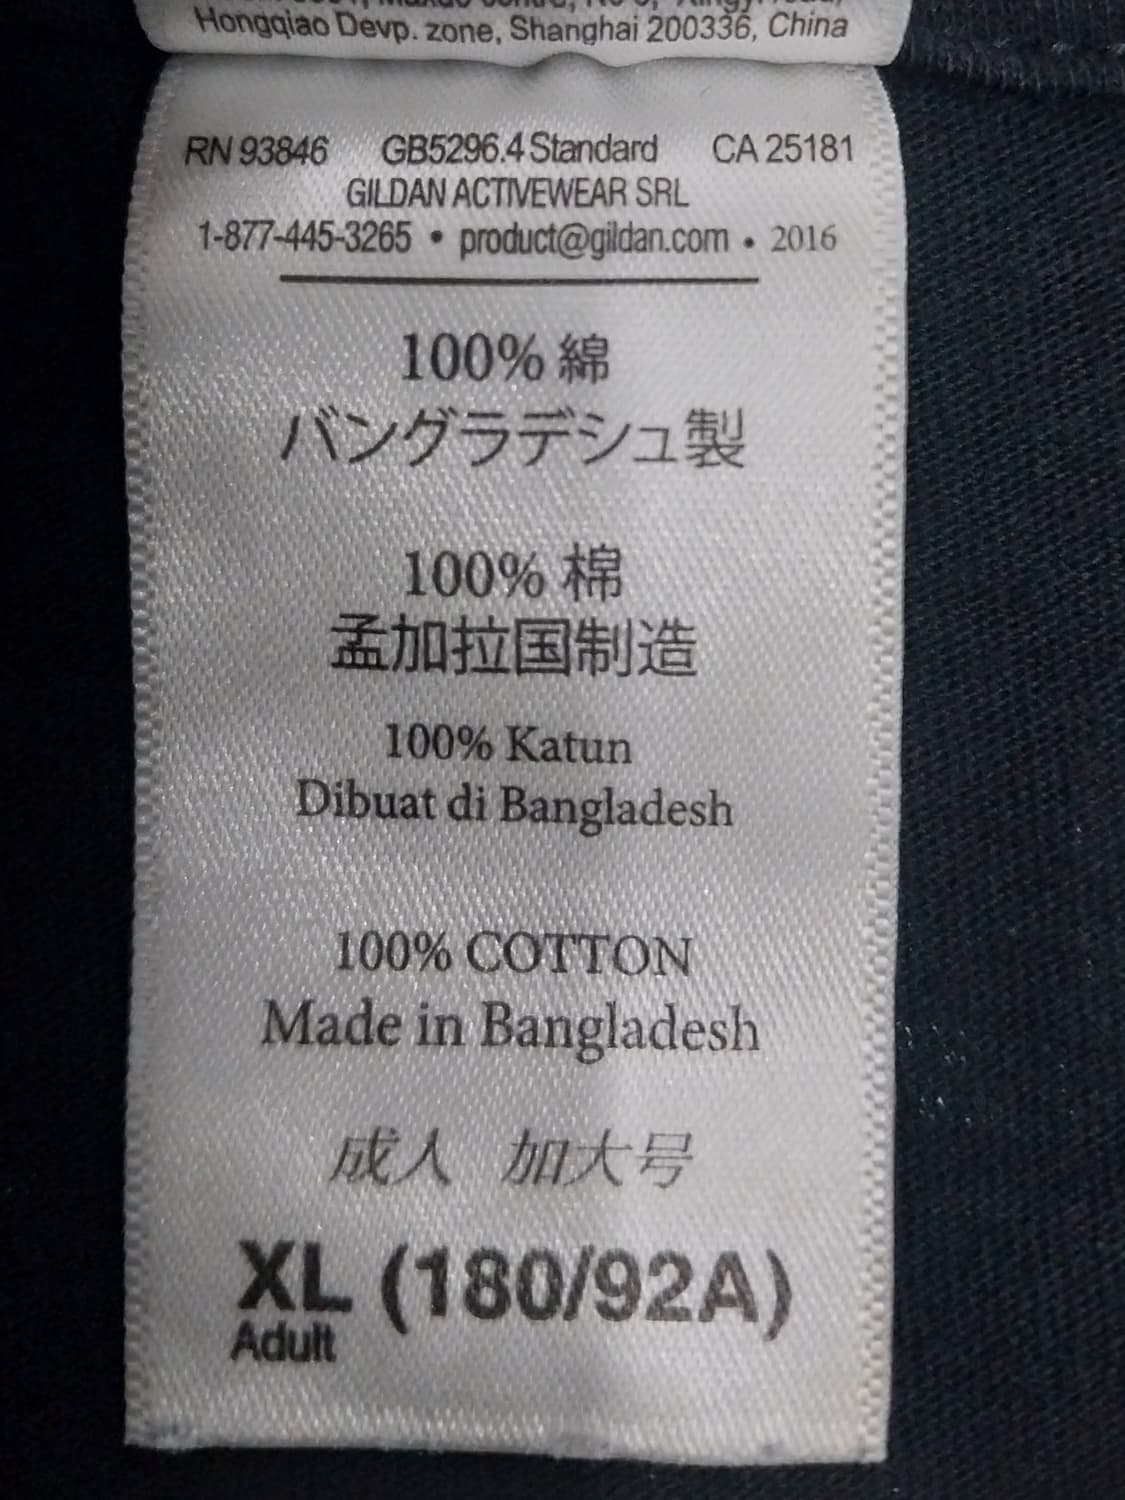 Hongqiao Devp. zone, Shanghai 200336, China
RN 93846 GB5296.4 Standard CA 25181
GILDAN ACTIVEWEAR SRL
1-877-445-3265 • product@gildan.com • 2016
100% 綿
バングラデシュ製
100% 棉
孟加拉国制造
100% Katun
Dibuat di Bangladesh
100% COTTON
Made in Bangladesh
成人 加大号
XL (180/92A)
Adult